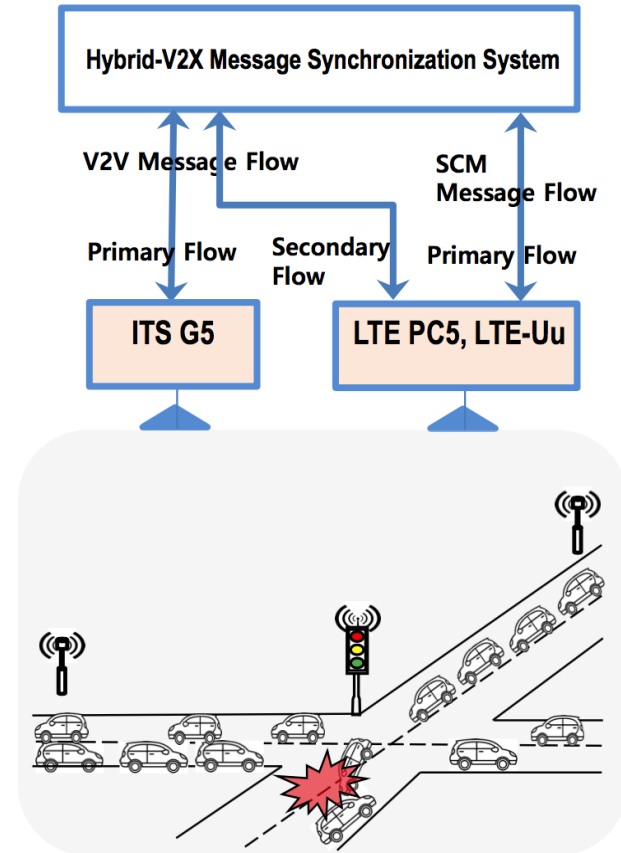 Hybrid-V2X Message Synchronization System
V2V Message Flow
SCM
Message Flow
Primary Flow
Secondary
Flow
Primary Flow
ITS G5
LTE PC5, LTE-Uu